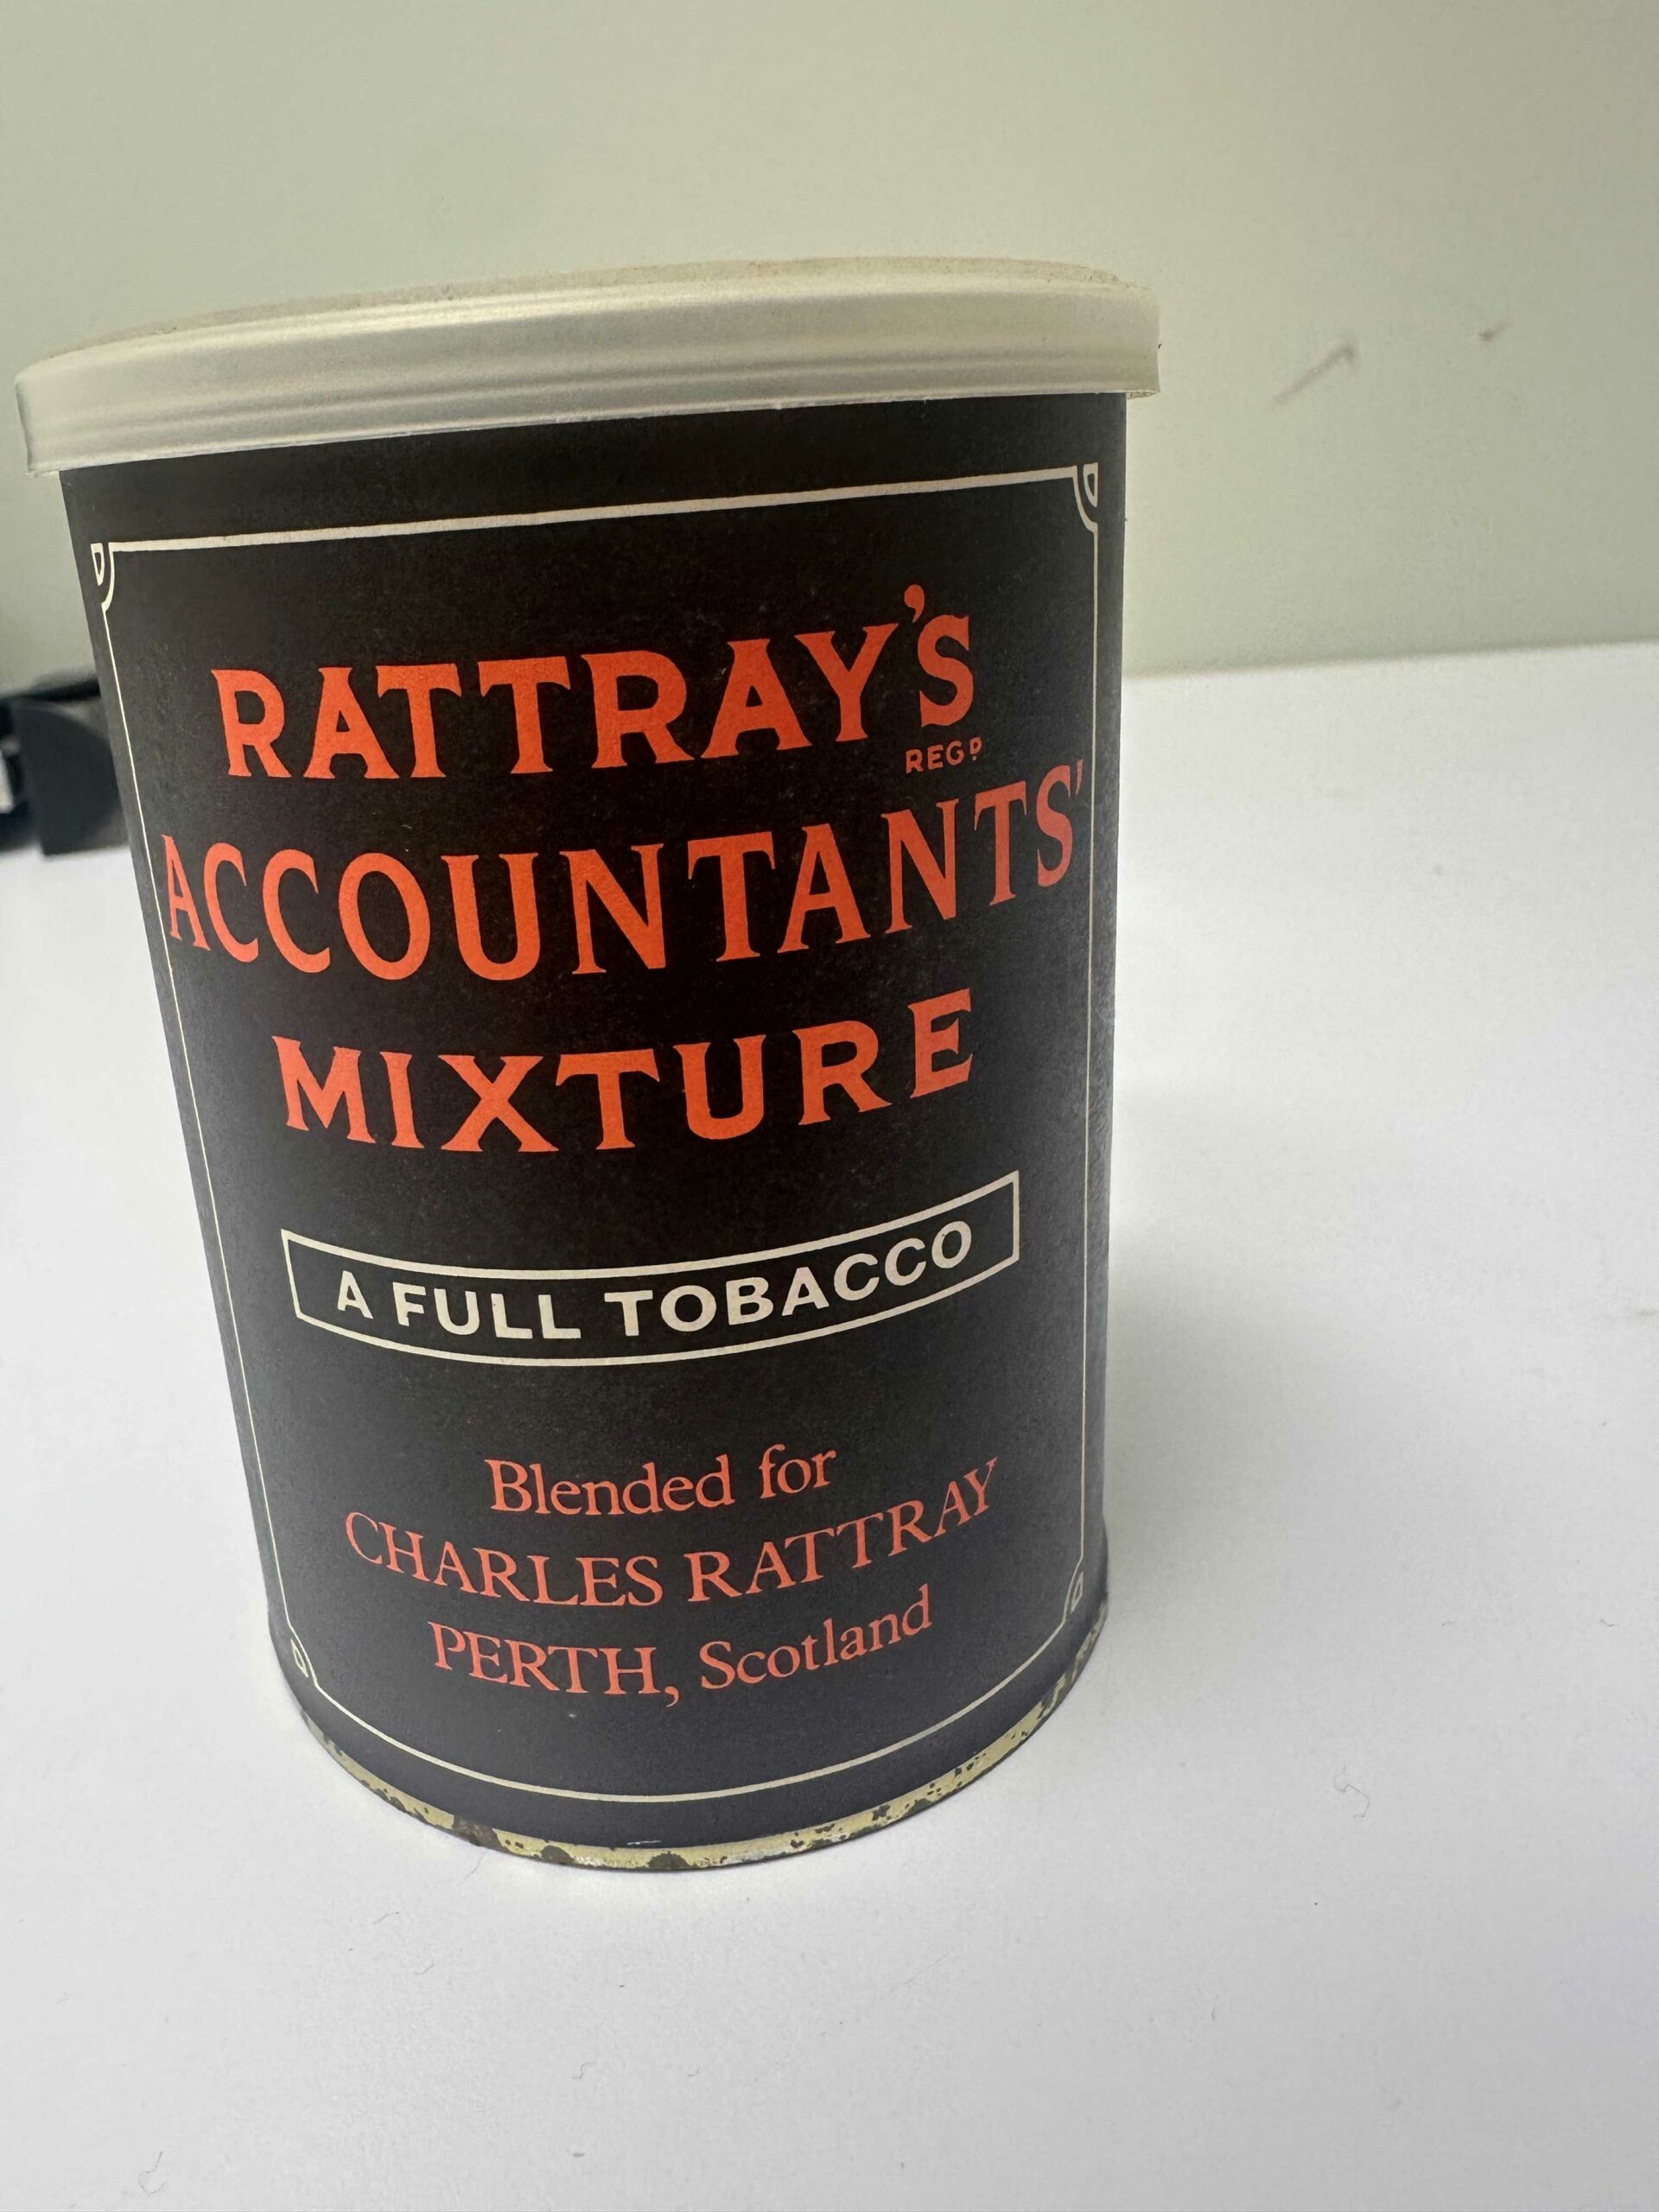 RATTRAY'S
REGD
ACCOUNTANTS'
MIXTURE
A FULL TOBACCO
Blended for
CHARLES RATTRAY
PERTH, Scotland